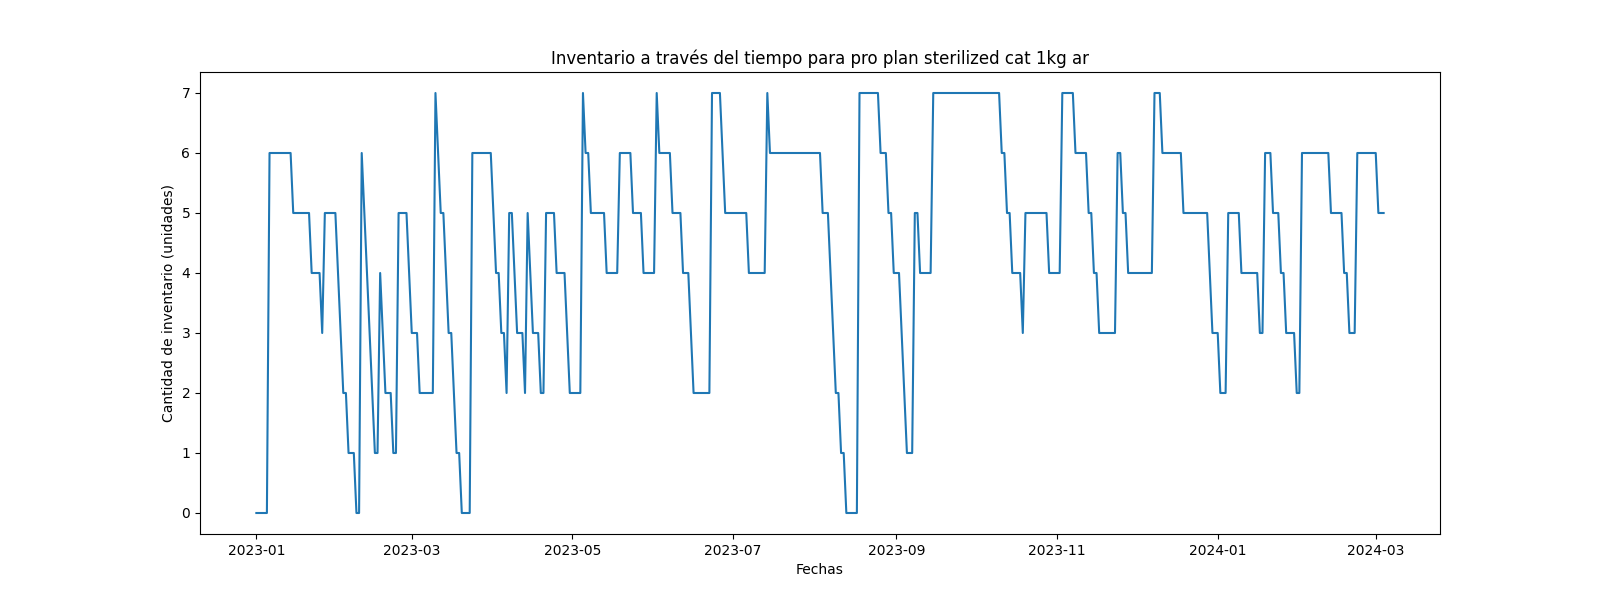 Inventario a través del tiempo para pro plan sterilized cat 1kg ar
Cantidad de inventario (unidades)
7
6
5
4
3
2
1
0
2023-01 2023-03 2023-05 2023-07 2023-09 2023-11 2024-01 2024-03
Fechas